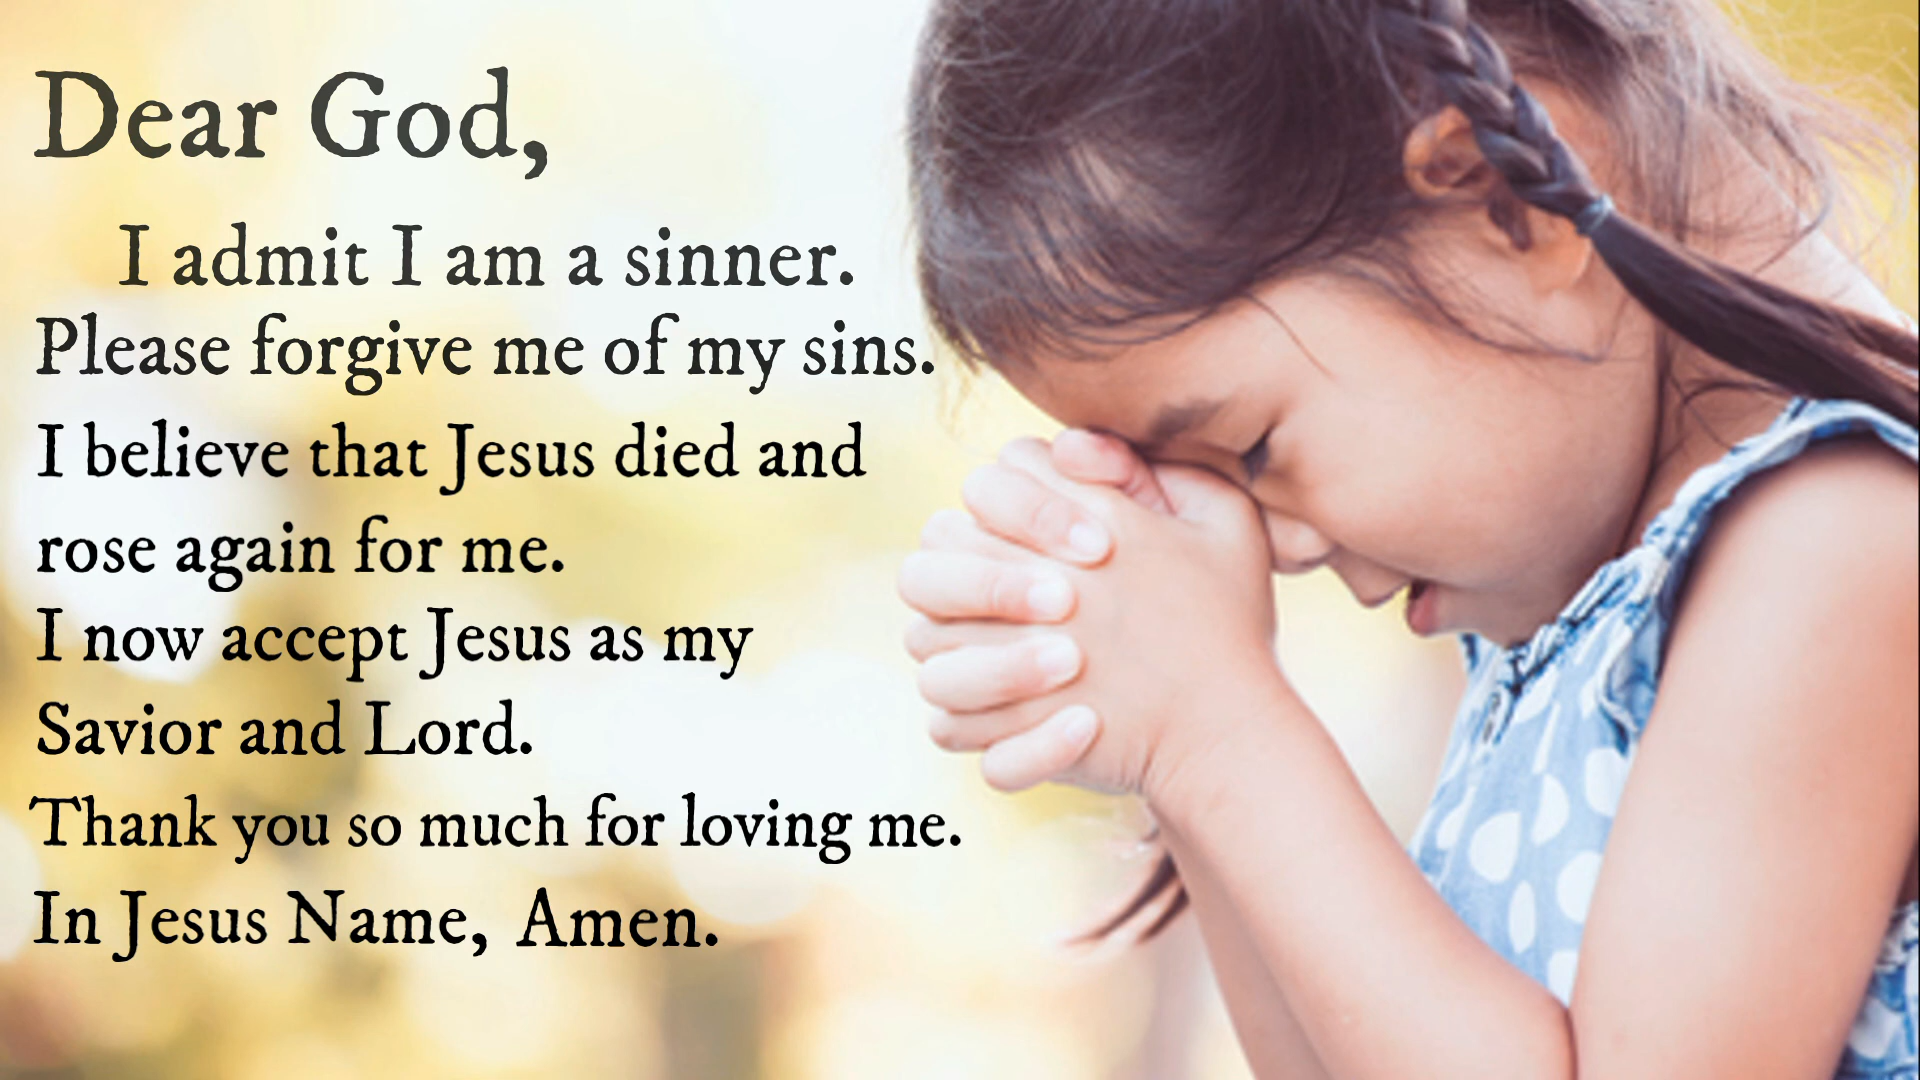 Dear God,
I admit I am a sinner.
Please forgive me of my sins.
I believe that Jesus died and
rose again for me.
I now accept Jesus as my
Savior and Lord.
Thank you so much for loving me.
In Jesus Name, Amen.